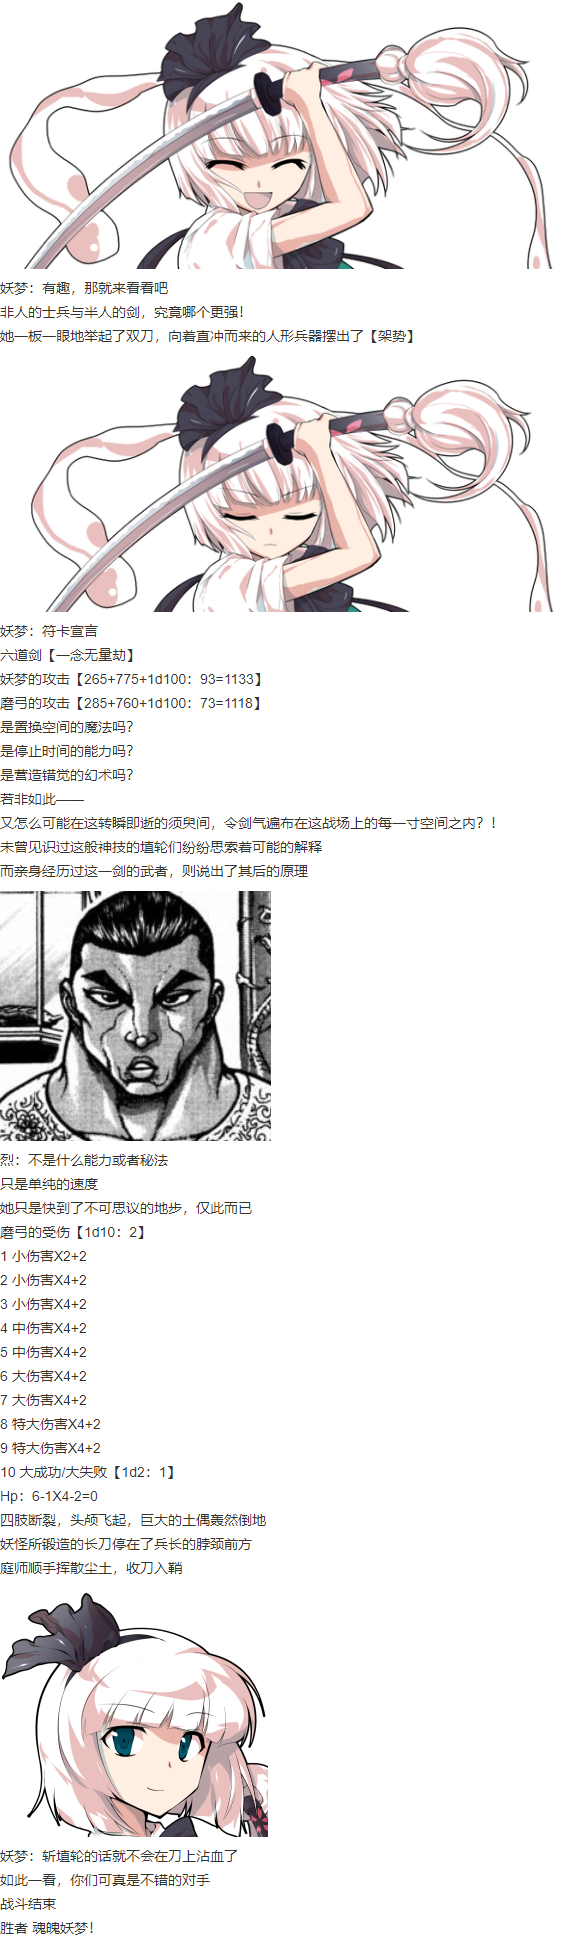 妖梦：有趣，那就来看看吧
非人的士兵与半人的剑，究竟哪个更强！
她一板一眼地举起了双刀，向着直冲而来的人形兵器摆出了【架势】
妖梦：符卡宣言
六道剑【一念无量劫】
妖梦的攻击【265+775+1d100：93=1133】
磨弓的攻击【285+760+1d100：73=1118】
是置换空间的魔法吗？
是停止时间的能力吗？
是营造错觉的幻术吗？
若非如此——
又怎么可能在这转瞬即逝的须臾间，令剑气遍布在这战场上的每一寸空间之内？！
未曾见识过这般神技的埴轮们纷纷思索着可能的解释
而亲身经历过这一剑的武者，则说出了其后的原理
烈：不是什么能力或者秘法
只是单纯的速度
她只是快到了不可思议的地步，仅此而已
磨弓的受伤【1d10：2】
1 小伤害X2+2
2 小伤害X4+2
3 小伤害X4+2
4 中伤害X4+2
5 中伤害X4+2
6 大伤害X4+2
7 大伤害X4+2
8 特大伤害X4+2
9 特大伤害X4+2
10 大成功/大失败【1d2：1】
Hp：6-1X4-2=0
四肢断裂，头颅飞起，巨大的土偶轰然倒地
妖怪所锻造的长刀停在了兵长的脖颈前方
庭师顺手挥散尘土，收刀入鞘
妖梦：斩埴轮的话就不会在刀上沾血了
如此一看，你们可真是不错的对手
战斗结束
胜者 魂魄妖梦！